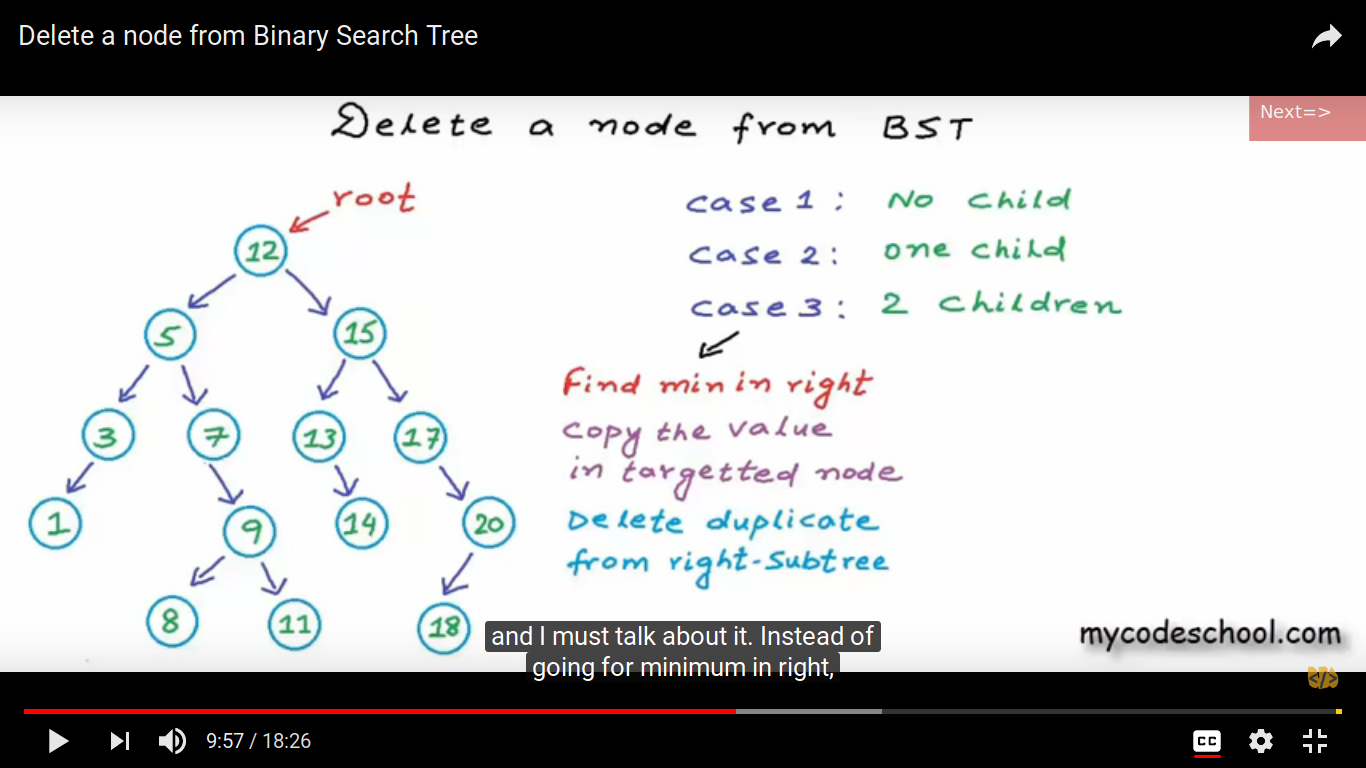 Delete a node from Binary Search Tree
Next=>
Delete a node from BST
root
case 1 : No child
case 2 : one child
case 3 : 2 children
12
5 15
3 7 13 17
1 9 14 20
8 11 18
Find min in right
copy the value
in targetted node
Delete duplicate
from right-subtree
and I must talk about it. Instead of
going for minimum in right,
mycodeschool.com
</>
9:57 / 18:26
CC